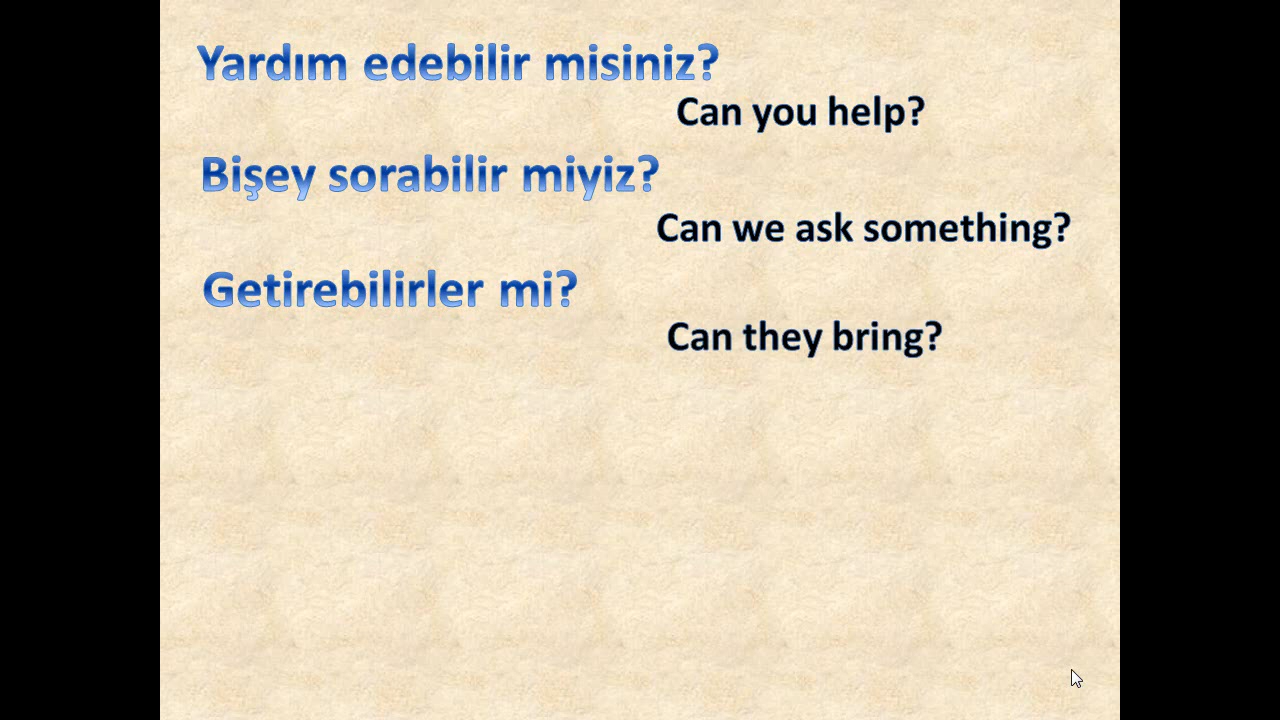 Yardım edebilir misiniz?
Can you help?
Bişey sorabilir miyiz?
Can we ask something?
Getirebilirler mi?
Can they bring?